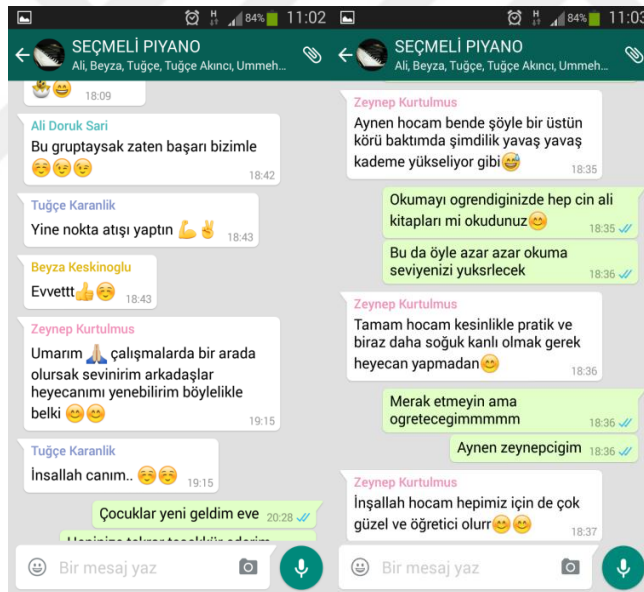 84% 11:02
SEÇMELİ PIYANO
Ali, Beyza, Tuğçe, Tuğçe Akıncı, Ummeh...
18:09
Ali Doruk Sari
Bu gruptaysak zaten başarı bizimle
☺️😉😉
18:42
Tuğçe Karanlik
Yine nokta atışı yaptın 💪✌️ 18:43
Beyza Keskinoglu
Evvettt👍☺️ 18:43
Zeynep Kurtulmus
Umarım 🙏 çalışmalarda bir arada
olursak sevinirim arkadaşlar
heyecanımı yenebilirim böylelikle
belki 😊😊
19:15
Tuğçe Karanlik
İnsallah canım.. ☺️☺️ 19:15
Çocuklar yeni geldim eve 20:28
Bir mesaj yaz
84% 11:03
SEÇMELİ PIYANO
Ali, Beyza, Tuğçe, Tuğçe Akıncı, Ummeh...
Zeynep Kurtulmus
Aynen hocam bende şöyle bir üstün
körü baktımda şimdilik yavaş yavaş
kademe yükseliyor gibi😅
18:35
Okumayı ogrendiginizde hep cin ali
kitapları mi okudunuz😊
18:35
Bu da öyle azar azar okuma
seviyenizi yuksrlecek 18:36
Zeynep Kurtulmus
Tamam hocam kesinlikle pratik ve
biraz daha soğuk kanlı olmak gerek
heyecan yapmadan😊
18:36
Merak etmeyin ama
ogretecegimmmmm 18:36
Aynen zeynepcigim 18:36
Zeynep Kurtulmus
İnşallah hocam hepimiz için de çok
güzel ve öğretici olurr😊😊
18:37
Bir mesaj yaz